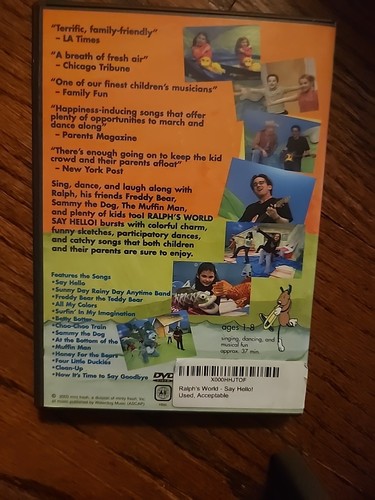 "Terrific, family-friendly"
– LA Times
"A breath of fresh air"
– Chicago Tribune
"One of our finest children's musicians"
– Family Fun
"Happiness-inducing songs that offer
plenty of opportunities to march and
dance along"
– Parents Magazine
"There's enough going on to keep the kid
crowd and their parents afloat"
– New York Post
Sing, dance, and laugh along with
Ralph, his friends Freddy Bear,
Sammy the Dog, The Muffin Man,
and plenty of kids too! RALPH'S WORLD
SAY HELLO! bursts with colorful charm,
funny sketches, participatory dances,
and catchy songs that both children
and their parents are sure to enjoy.
Features the Songs
• Say Hello
• Sunny Day Rainy Day Anytime Band
• Freddy Bear the Teddy Bear
• All My Colors
• Surfin' In My Imagination
• Betty Botter
• Choo-Choo Train
• Sammy the Dog
• At the Bottom of the
• Muffin Man
• Honey For the Bears
• Four Little Duckies
• Clean-Up
• Now It's Time to Say Goodbye
ages 1-8
singing, dancing, and
musical fun
approx. 37 min.
DVD
X000HHJTOF
Ralph's World - Say Hello!
Used, Acceptable